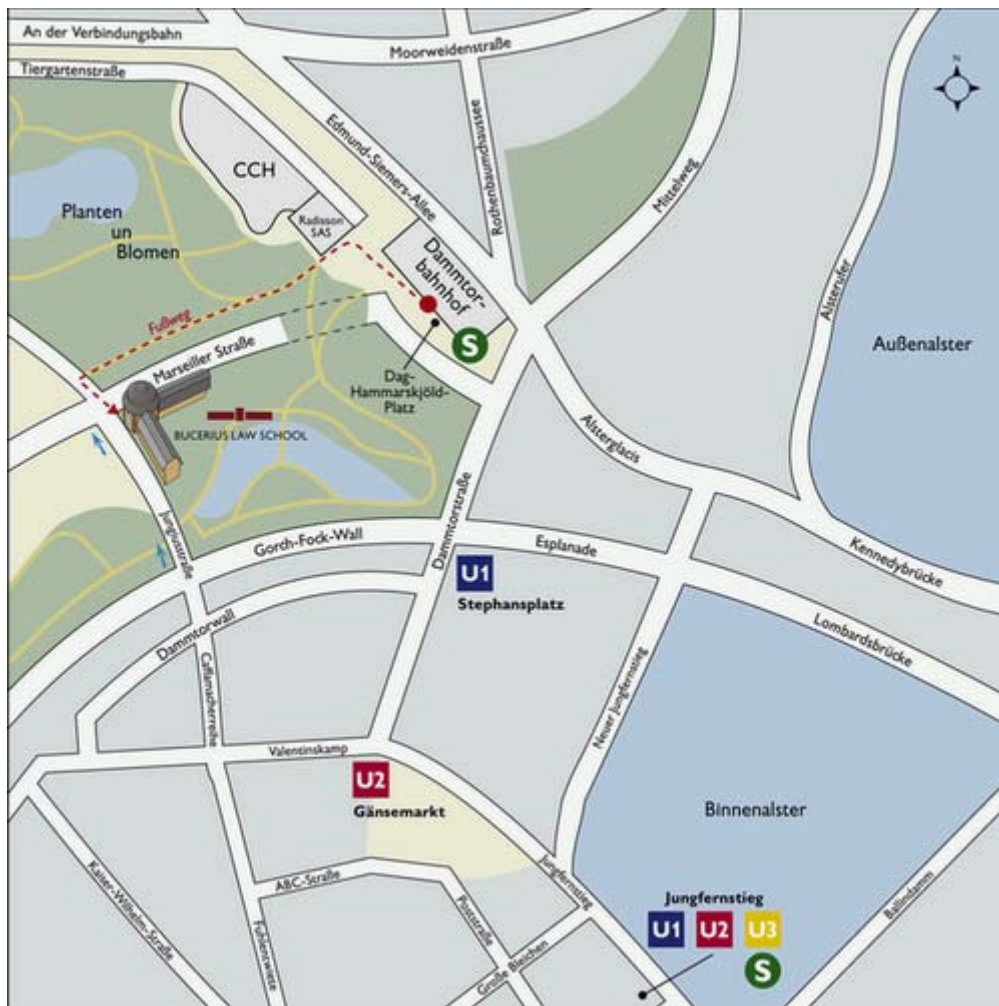 An der Verbindungsbahn
Moorweidenstraße
Tiergartenstraße
N
Edmund-Siemers-Allee
Rothenbaumchaussee
Mittelweg
CCH
Radisson
SAS
Planten
un
Blomen
Dammtor-
bahnhof
Alsterufer
Fußweg
Marseiller Straße
S
Außenalster
Dag-
Hammarskjöld-
Platz
BUCERIUS LAW SCHOOL
Alsterglacis
Jungiusstraße
Gorch-Fock-Wall
Dammtorstraße
Esplanade
Kennedybrücke
U1
Stephansplatz
Dammtorwall
Lombardsbrücke
Caffamacherreihe
Neuer Jungfernstieg
Valentinskamp
U2
Gänsemarkt
Binnenalster
Jungfernstieg
ABC-Straße
Kaiser-Wilhelm-Straße
Fuhlentwiete
Poststraße
Große Bleichen
Jungfernstieg
U1 U2 U3
S
Ballindamm